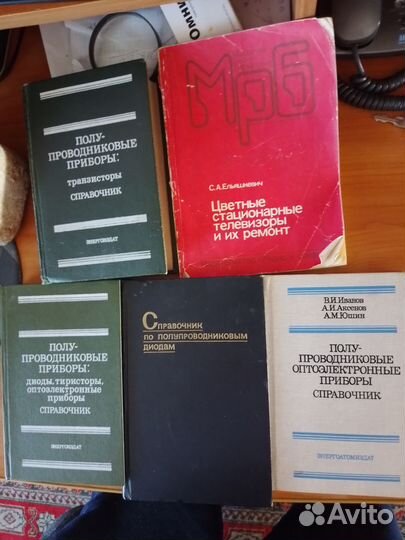 ОМНИ
ПОЛУ-
ПРОВОДНИКОВЫЕ
ПРИБОРЫ:
транзисторы
СПРАВОЧНИК
ЭНЕРГОИЗДАТ
МРБ
С.А.Ельяшкевич
Цветные
стационарные
телевизоры
и их ремонт
ПОЛУ-
ПРОВОДНИКОВЫЕ
ПРИБОРЫ:
диоды, тиристоры,
оптоэлектронные
приборы
СПРАВОЧНИК
ЭНЕРГОИЗДАТ
Справочник
по полупроводниковым
диодам
В.И.Иванов
А.И.Аксенов
А.М.Юшин
ПОЛУ-
ПРОВОДНИКОВЫЕ
ОПТОЭЛЕКТРОННЫЕ
ПРИБОРЫ
СПРАВОЧНИК
ЭНЕРГОАТОМИЗДАТ
Avito